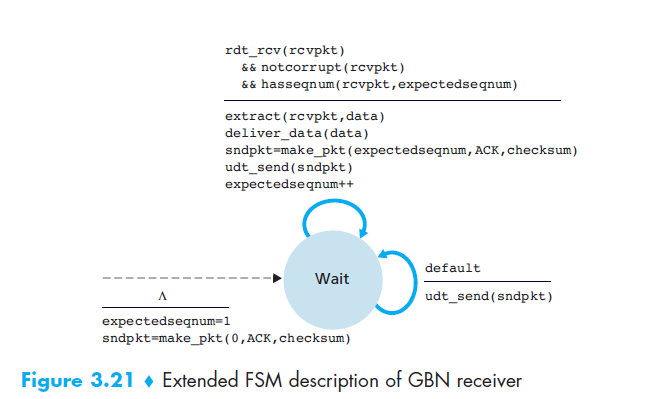 rdt_rcv(rcvpkt)
&& notcorrupt(rcvpkt)
&& hasseqnum(rcvpkt,expectedseqnum)
extract(rcvpkt,data)
deliver_data(data)
sndpkt=make_pkt(expectedseqnum,ACK,checksum)
udt_send(sndpkt)
expectedseqnum++
Wait
default
udt_send(sndpkt)
Λ
expectedseqnum=1
sndpkt=make_pkt(0,ACK,checksum)
Figure 3.21 ♦ Extended FSM description of GBN receiver